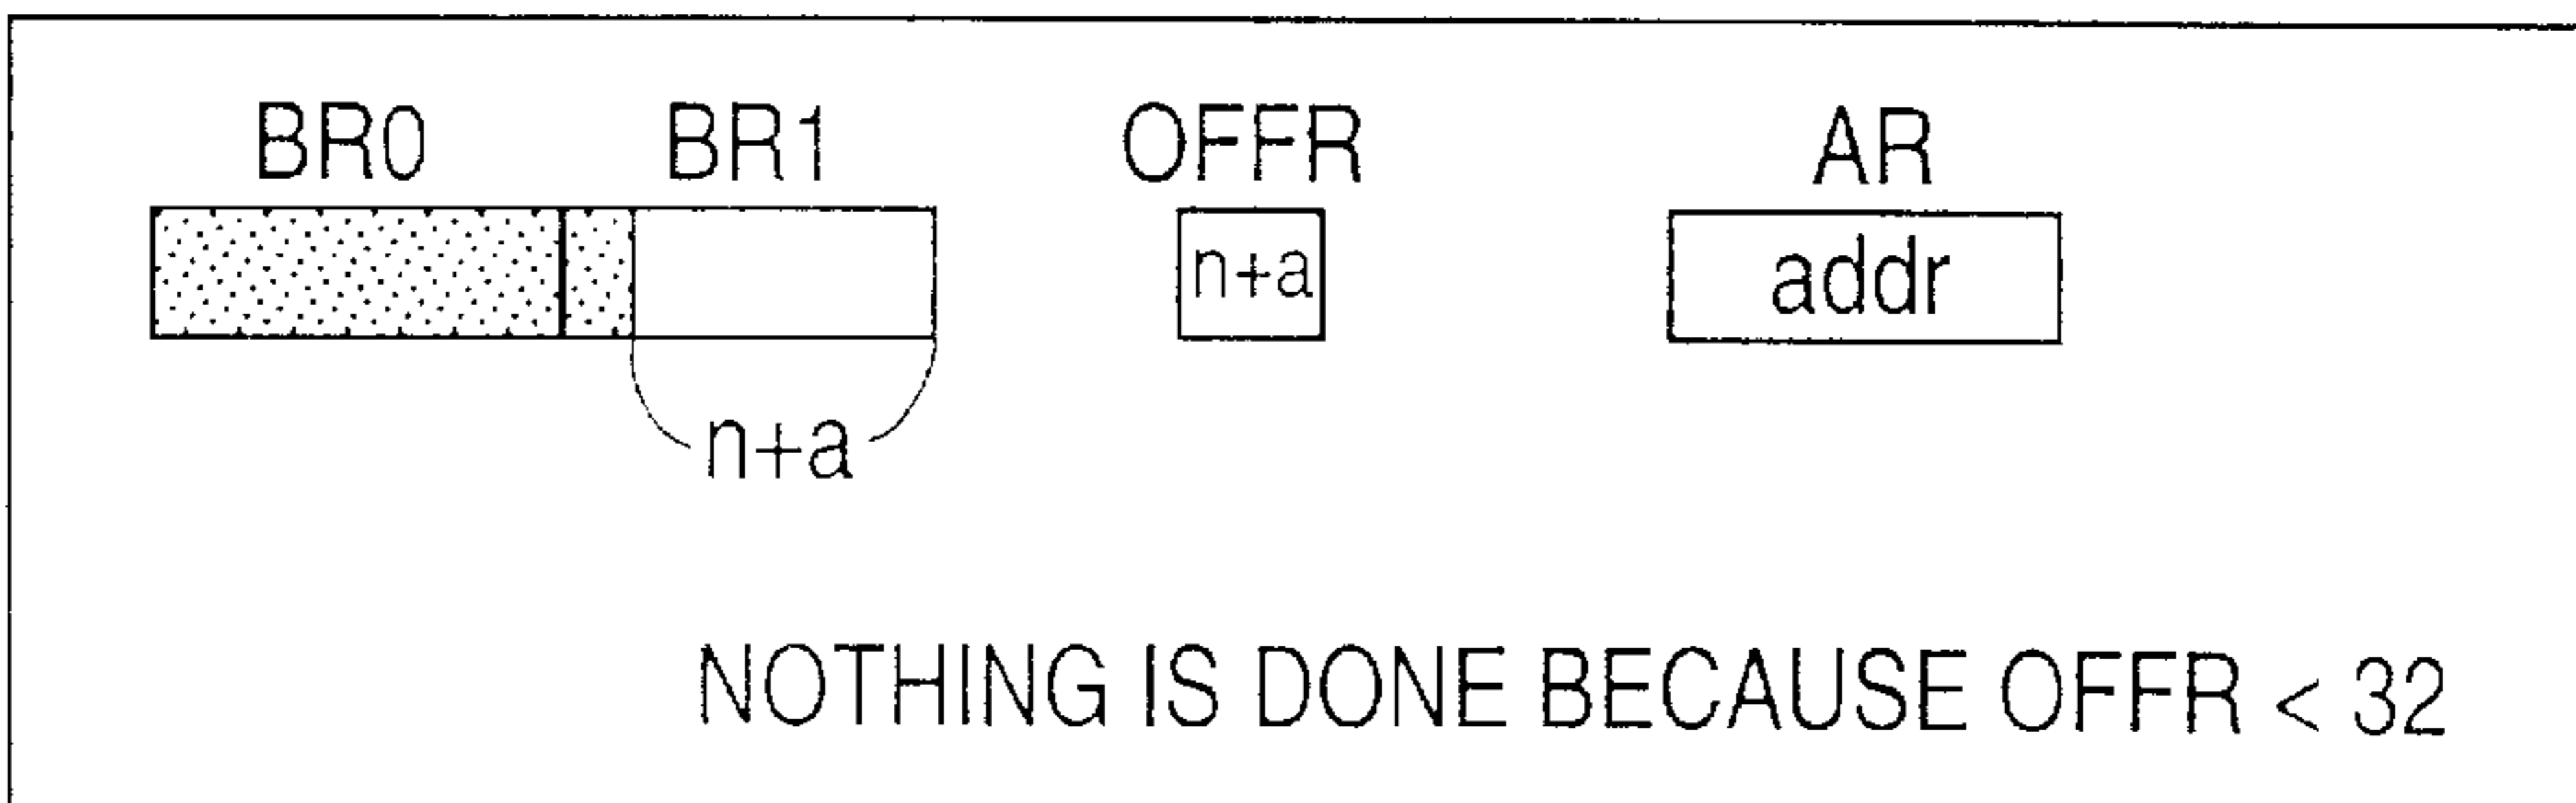 BR0 BR1 OFFR AR
n+a addr
n+a
NOTHING IS DONE BECAUSE OFFR < 32